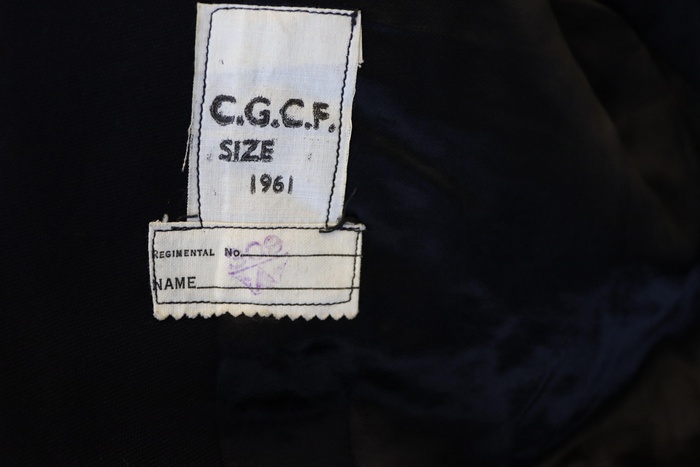 C.G.C.F.
SIZE
1961
REGIMENTAL No.
NAME